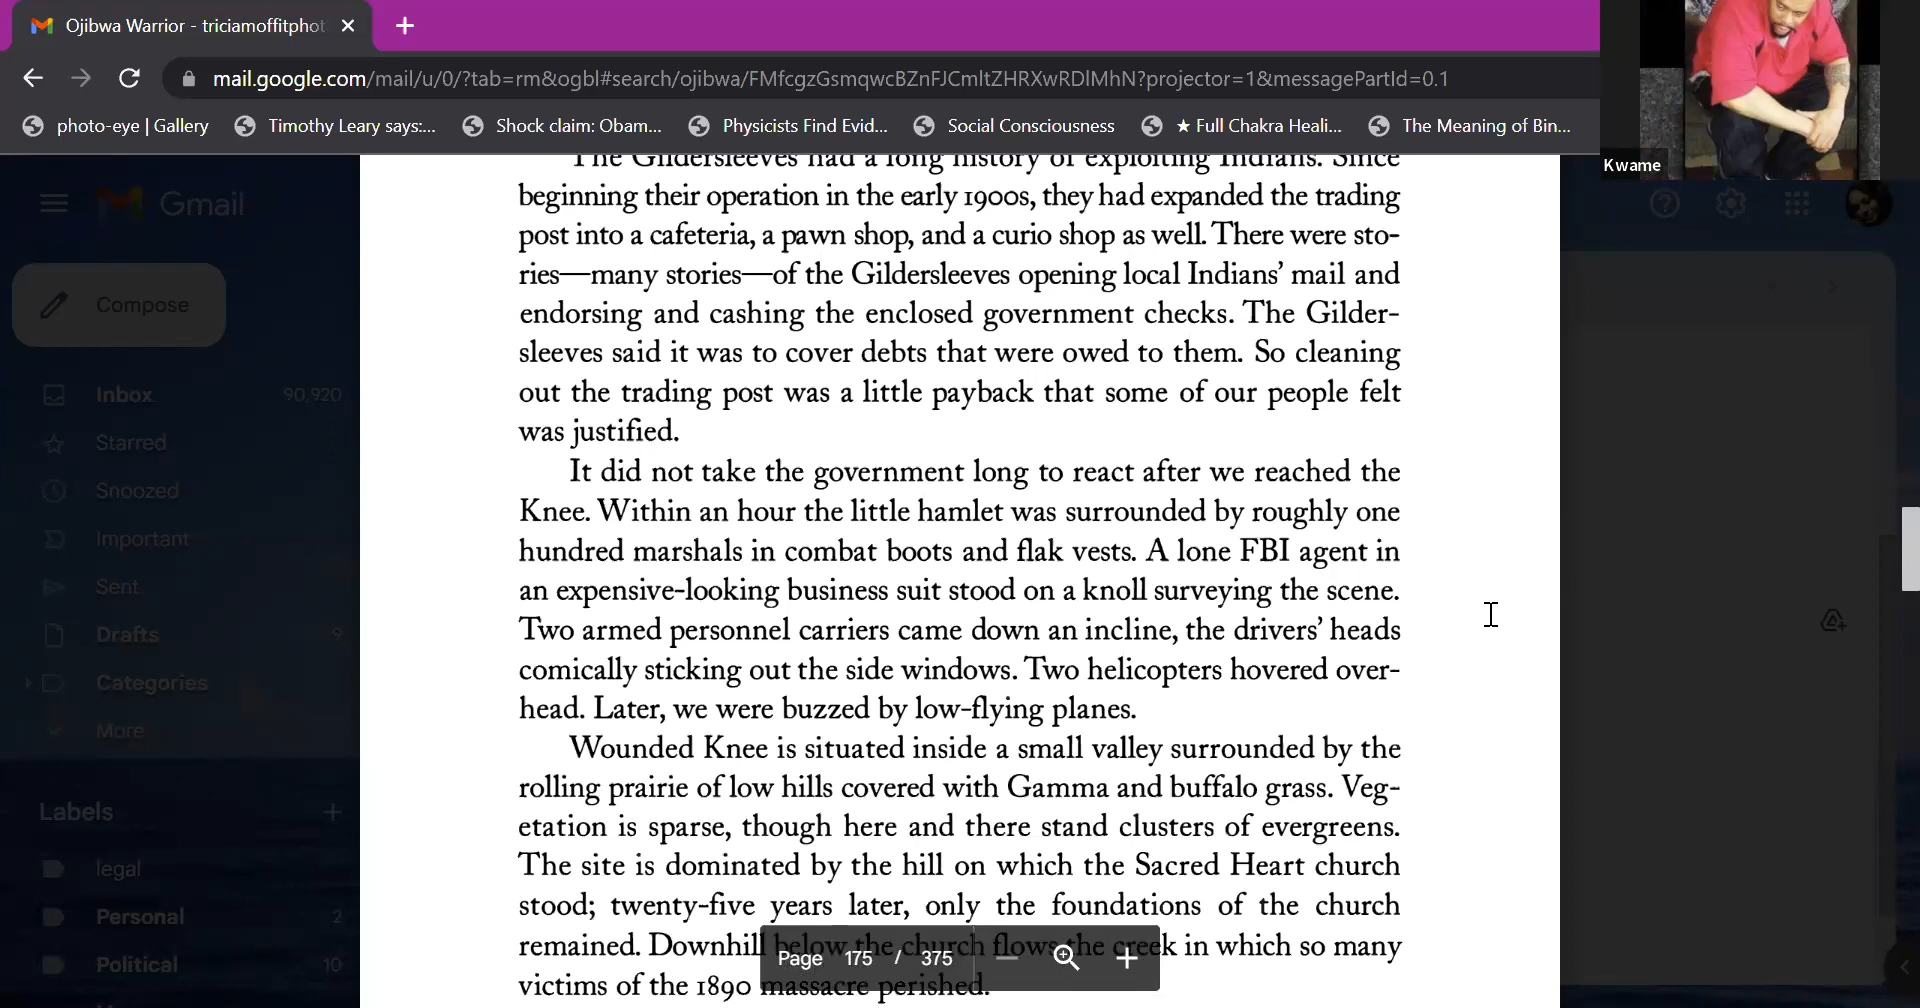 Ojibwa Warrior - triciamoffitphot
mail.google.com/mail/u/0/?tab=rm&ogbl#search/ojibwa/FMfcgzGsmqwcBZnFJCmltZHRXwRDlMhN?projector=1&messagePartId=0.1
photo-eye | Gallery
Timothy Leary says:...
Shock claim: Obam...
Physicists Find Evid...
Social Consciousness
★ Full Chakra Heali...
The Meaning of Bin...
Kwame
Gmail
Compose
Inbox 90,920
Starred
Snoozed
Important
Sent
Drafts 9
Categories
More
Labels
legal
Personal 2
Political 10
The Gildersleeves had a long history of exploiting Indians. Since
beginning their operation in the early 1900s, they had expanded the trading
post into a cafeteria, a pawn shop, and a curio shop as well. There were sto-
ries—many stories—of the Gildersleeves opening local Indians' mail and
endorsing and cashing the enclosed government checks. The Gilder-
sleeves said it was to cover debts that were owed to them. So cleaning
out the trading post was a little payback that some of our people felt
was justified.
It did not take the government long to react after we reached the
Knee. Within an hour the little hamlet was surrounded by roughly one
hundred marshals in combat boots and flak vests. A lone FBI agent in
an expensive-looking business suit stood on a knoll surveying the scene.
Two armed personnel carriers came down an incline, the drivers' heads
comically sticking out the side windows. Two helicopters hovered over-
head. Later, we were buzzed by low-flying planes.
Wounded Knee is situated inside a small valley surrounded by the
rolling prairie of low hills covered with Gamma and buffalo grass. Veg-
etation is sparse, though here and there stand clusters of evergreens.
The site is dominated by the hill on which the Sacred Heart church
stood; twenty-five years later, only the foundations of the church
remained. Downhill below the church flows the creek in which so many
victims of the 1890 massacre perished.
Page 175 / 375